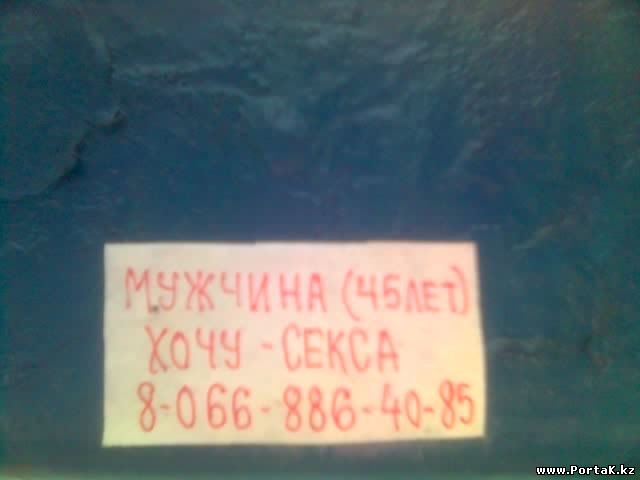 МУЖЧИНА (45ЛЕТ)
ХОЧУ - СЕКСА
8-066-886-40-85
www.PortaK.kz